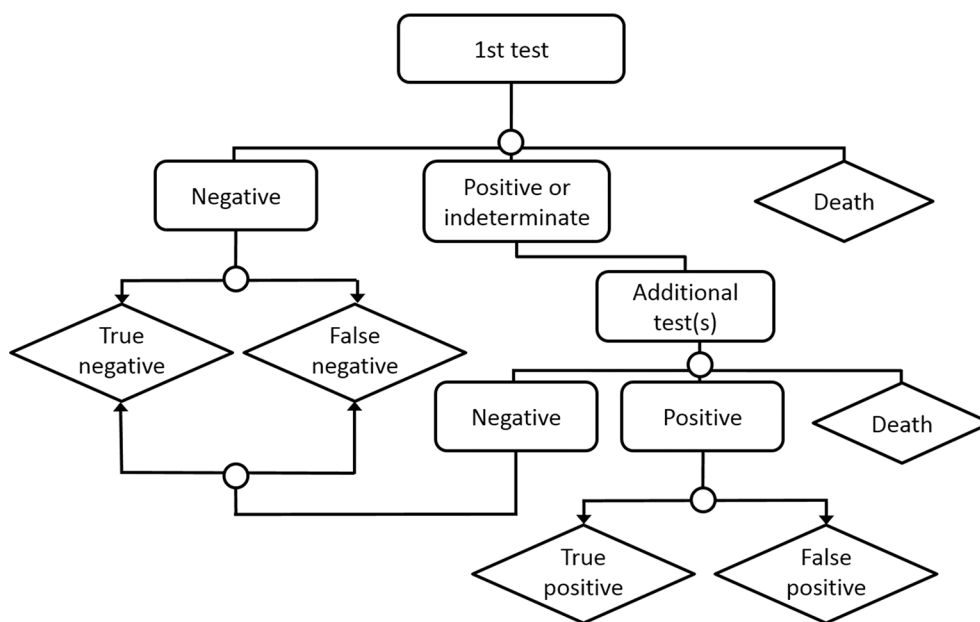 1st test
Negative
Positive or
indeterminate
Death
True
negative
False
negative
Additional
test(s)
Negative
Positive
Death
True
positive
False
positive